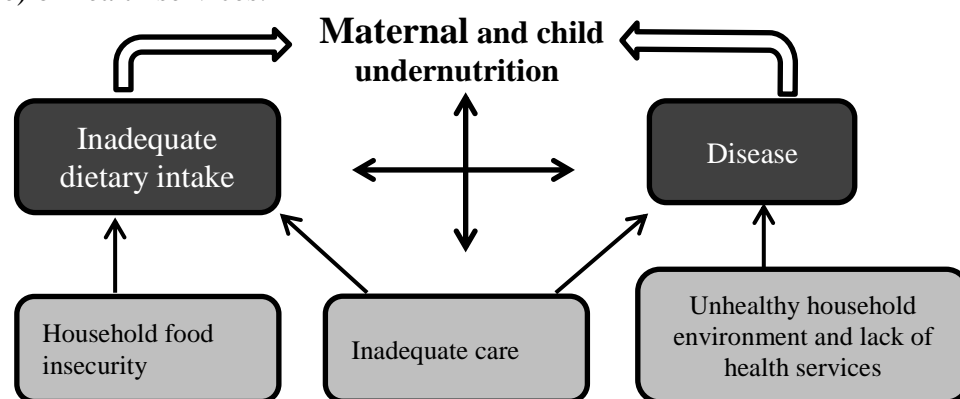 Maternal and child
undernutrition
Inadequate
dietary intake
Disease
Household food
insecurity
Inadequate care
Unhealthy household
environment and lack of
health services